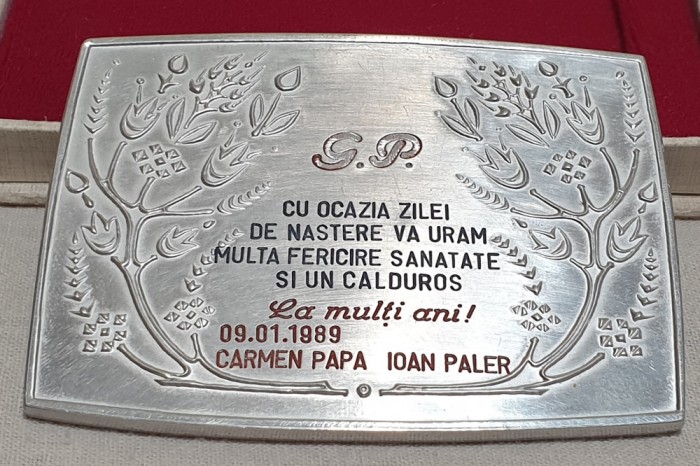 G.P.
CU OCAZIA ZILEI
DE NASTERE VA URAM
MULTA FERICIRE SANATATE
SI UN CALDUROS
La mulți ani!
09.01.1989
CARMEN PAPA IOAN PALER